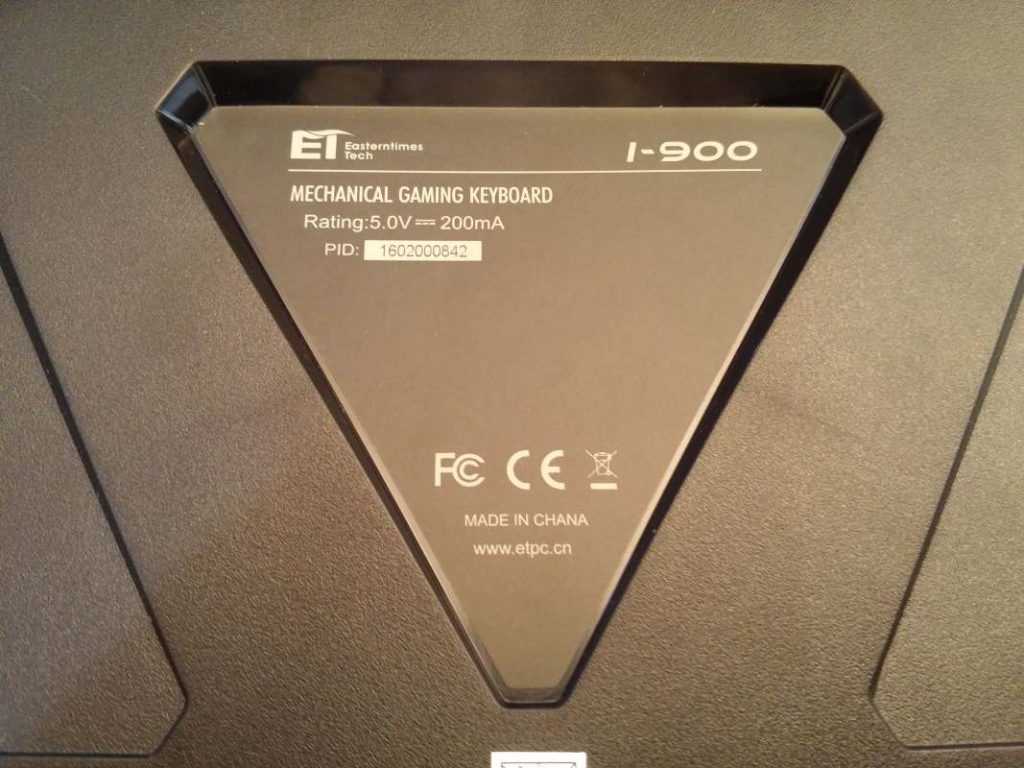 ET Easterntimes
Tech
I-900
MECHANICAL GAMING KEYBOARD
Rating:5.0V⎓200mA
PID: 1602000842
FC CE
MADE IN CHANA
www.etpc.cn